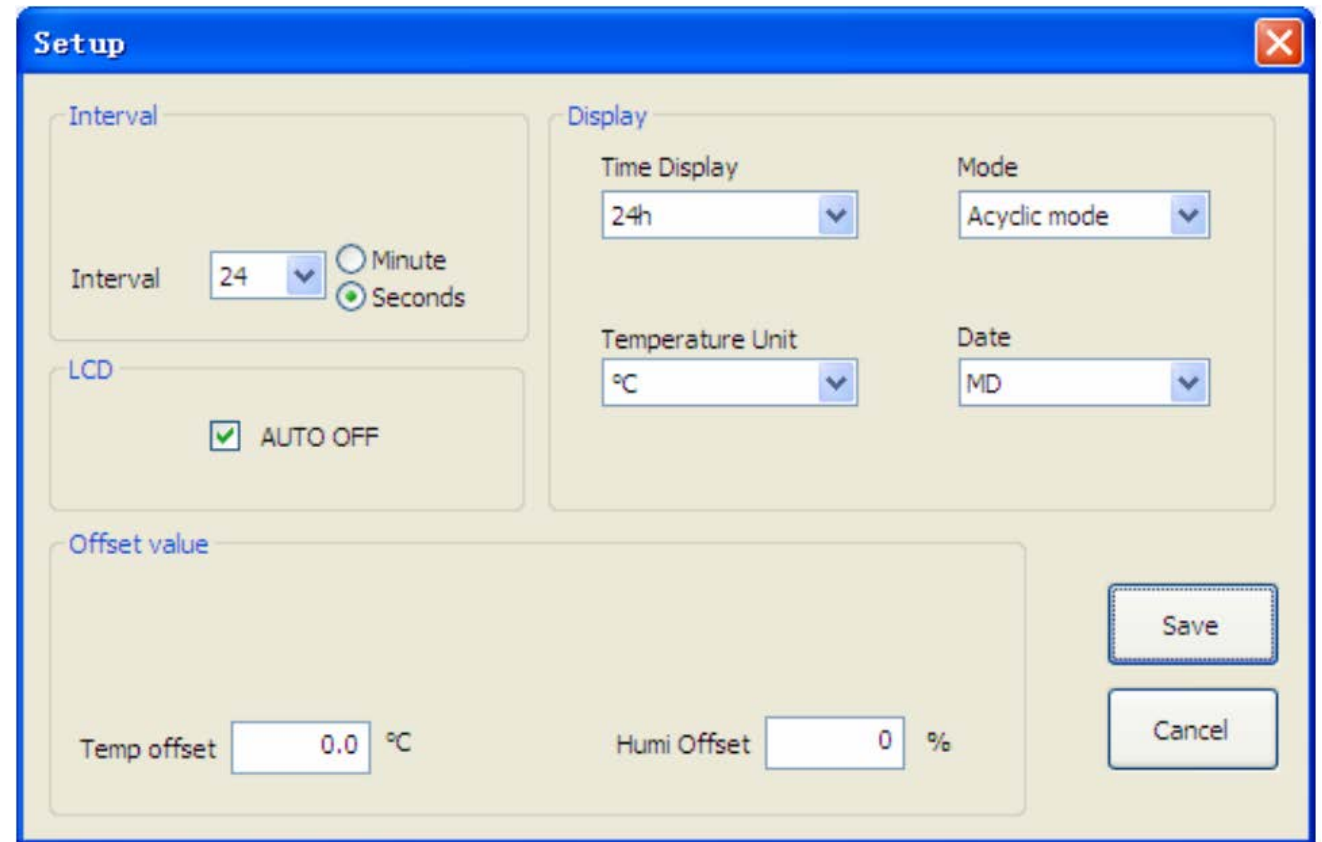 Setup
Interval
Interval 24 Minute
Seconds
LCD
AUTO OFF
Display
Time Display Mode
24h Acyclic mode
Temperature Unit Date
°C MD
Offset value
Temp offset 0.0 °C Humi Offset 0 %
Save
Cancel